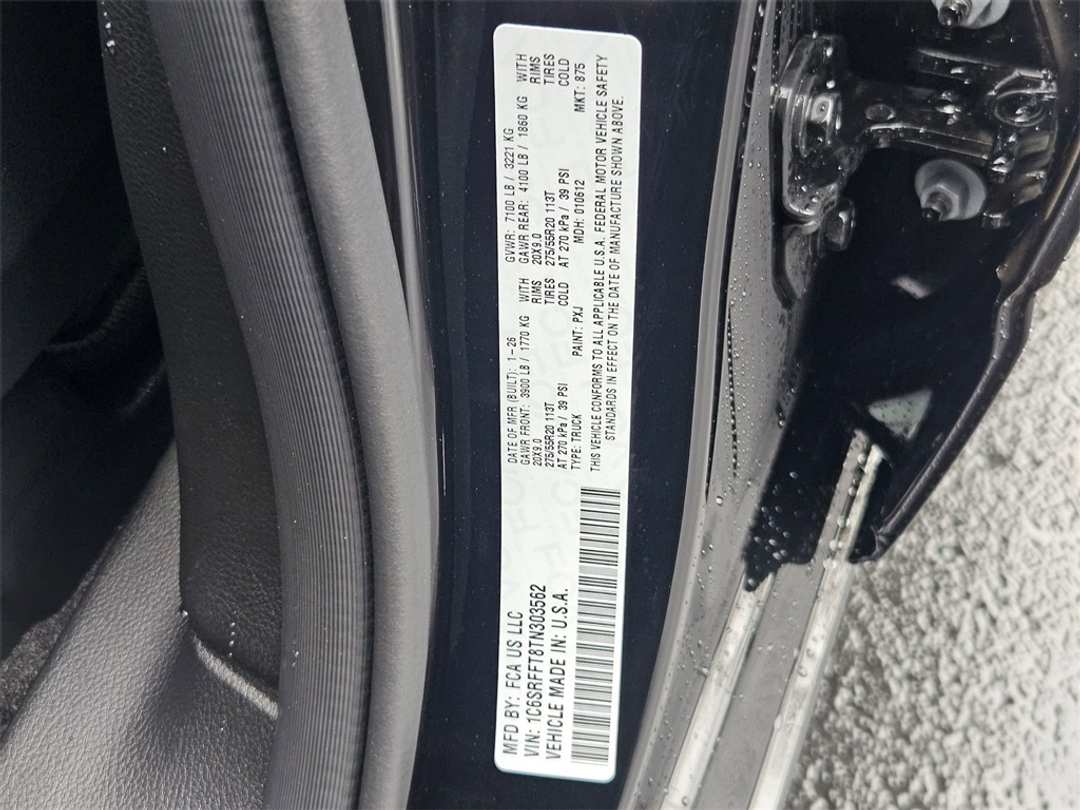 MFD BY: FCA US LLC
VIN: 1C6SRFFT8TN303562
VEHICLE MADE IN: U.S.A.
DATE OF MFR (BUILT): 1-26 GVWR: 7100 LB / 3221 KG
GAWR FRONT: 3900 LB / 1770 KG WITH GAWR REAR: 4100 LB / 1860 KG WITH
20X9.0 RIMS 20X9.0 RIMS
275/55R20 113T TIRES 275/55R20 113T TIRES
AT 270 kPa / 39 PSI COLD AT 270 kPa / 39 PSI COLD
TYPE: TRUCK PAINT: PXJ MDH: 010612 MKT: 875
THIS VEHICLE CONFORMS TO ALL APPLICABLE U.S.A. FEDERAL MOTOR VEHICLE SAFETY
STANDARDS IN EFFECT ON THE DATE OF MANUFACTURE SHOWN ABOVE.